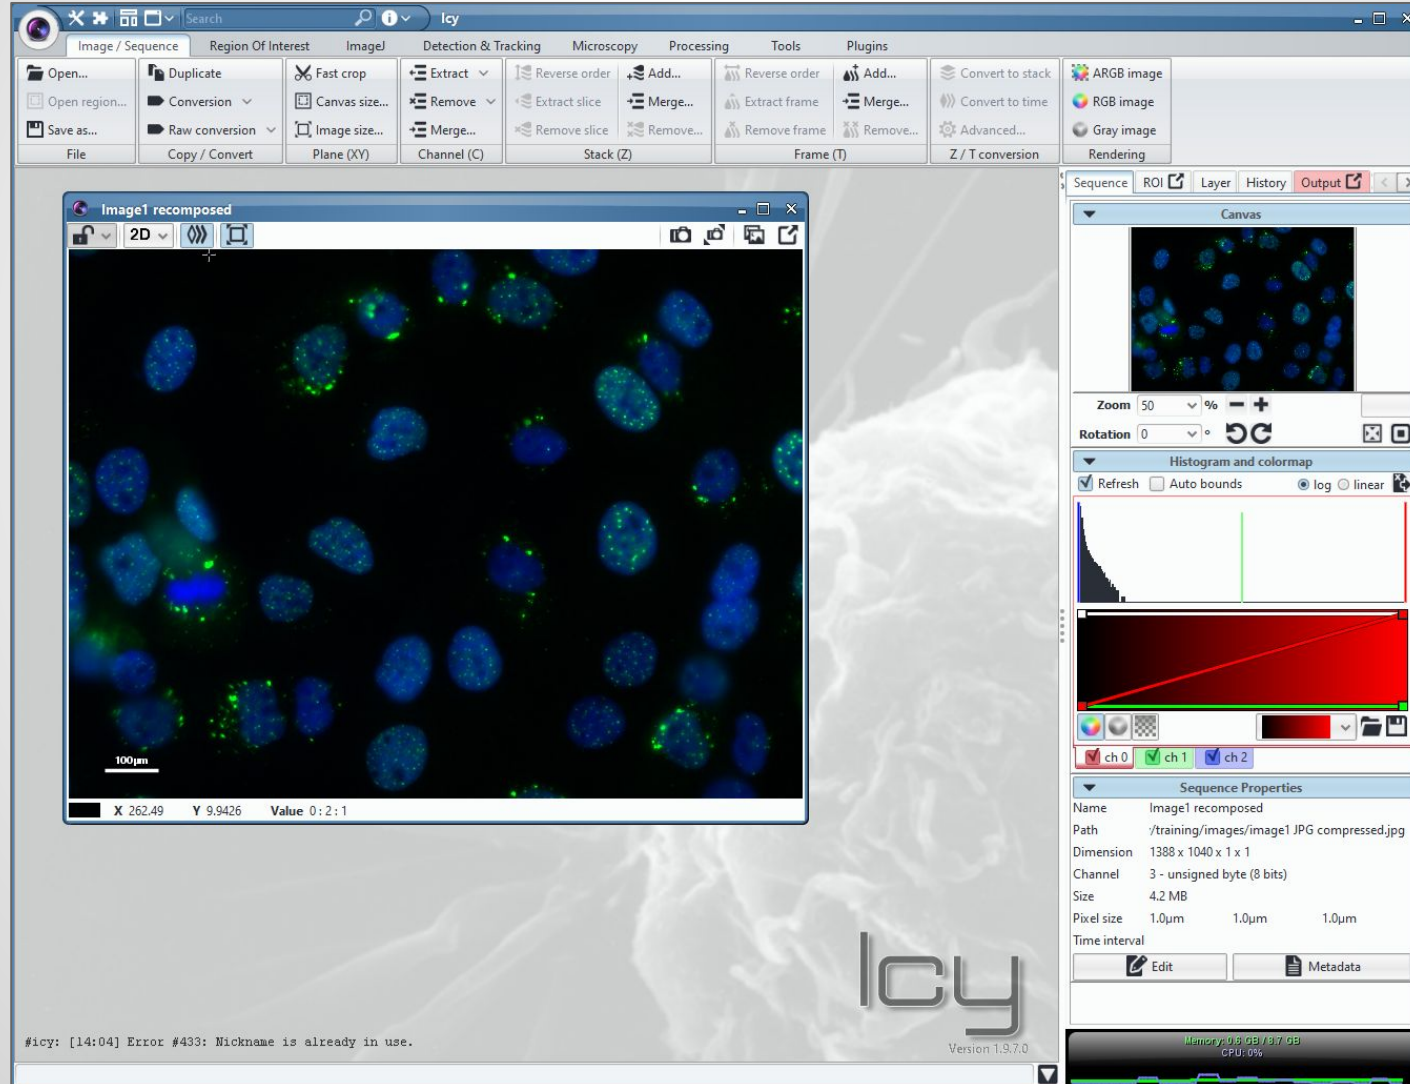 Search
Icy
Image / Sequence Region Of Interest ImageJ Detection & Tracking Microscopy Processing Tools Plugins
Open... Duplicate Fast crop Extract Reverse order Add... Reverse order Add... Convert to stack ARGB image
Open region... Conversion Canvas size... Remove Extract slice Merge... Extract frame Merge... Convert to time RGB image
Save as... Raw conversion Image size... Merge... Remove slice Remove... Remove frame Remove... Advanced... Gray image
File Copy / Convert Plane (XY) Channel (C) Stack (Z) Frame (T) Z / T conversion Rendering
Image1 recomposed
2D
100µm
X 262.49 Y 9.9426 Value 0 : 2 : 1
Sequence ROI Layer History Output
Canvas
Zoom 50 %
Rotation 0 °
Histogram and colormap
Refresh Auto bounds log linear
ch 0 ch 1 ch 2
Sequence Properties
Name Image1 recomposed
Path :/training/images/image1 JPG compressed.jpg
Dimension 1388 x 1040 x 1 x 1
Channel 3 - unsigned byte (8 bits)
Size 4.2 MB
Pixel size 1.0µm 1.0µm 1.0µm
Time interval
Edit Metadata
Icy
Version 1.9.7.0
#icy: [14:04] Error #433: Nickname is already in use.
CPU: 0%